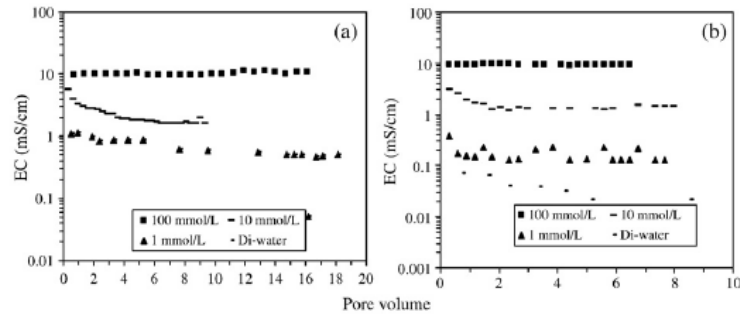 (a)
100
10
1
0.1
0.01
EC (mS/cm)
100 mmol/L
10 mmol/L
1 mmol/L
Di-water
0 2 4 6 8 10 12 14 16 18 20
(b)
100
10
1
0.1
0.01
0.001
EC (mS/cm)
100 mmol/L
10 mmol/L
1 mmol/L
Di-water
0 2 4 6 8 10
Pore volume